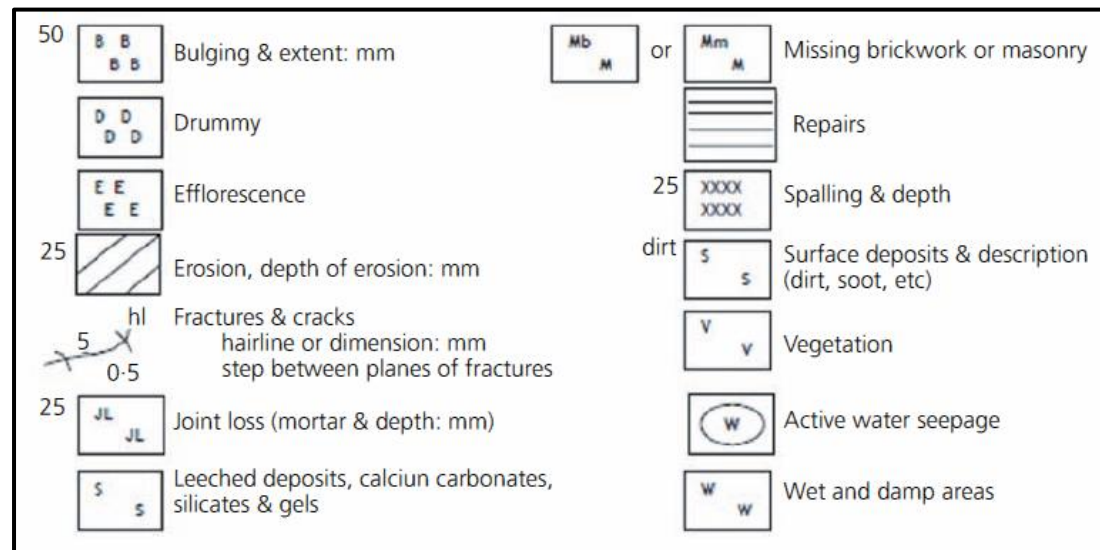 50 B B
B B Bulging & extent: mm
D D
D D Drummy
E E
E E Efflorescence
25 Erosion, depth of erosion: mm
hl Fractures & cracks
5 hairline or dimension: mm
0·5 step between planes of fractures
25 JL
JL Joint loss (mortar & depth: mm)
S
S Leeched deposits, calciun carbonates,
silicates & gels
Mb
M or Mm
M Missing brickwork or masonry
Repairs
25 XXXX
XXXX Spalling & depth
dirt S
S Surface deposits & description
(dirt, soot, etc)
V
V Vegetation
W Active water seepage
W
W Wet and damp areas